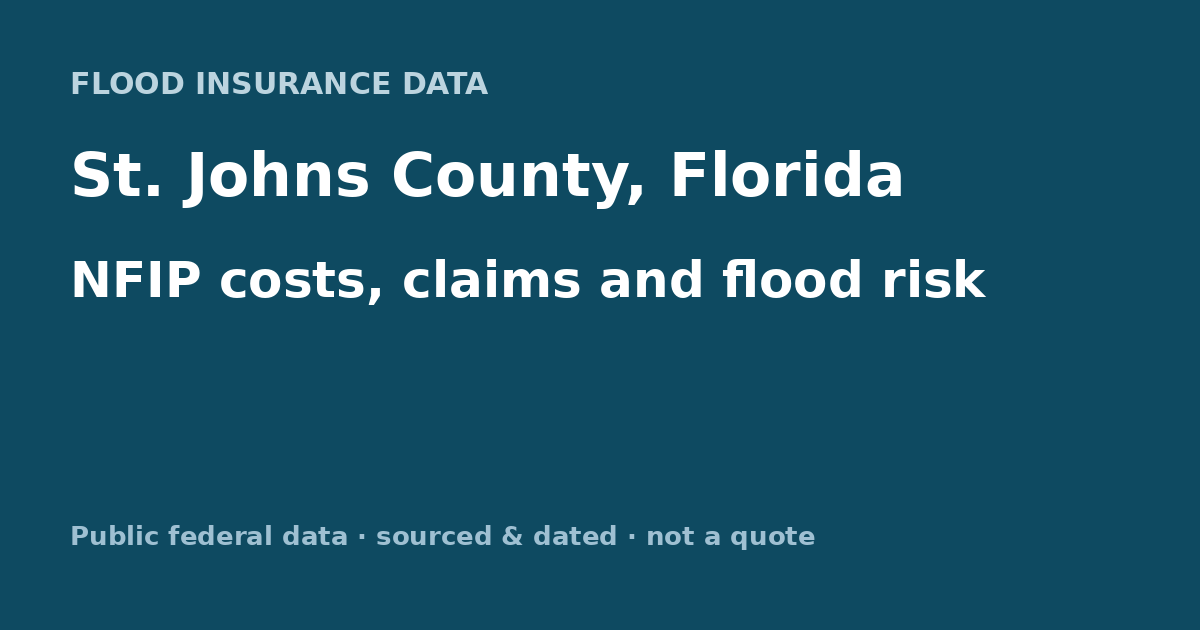 FLOOD INSURANCE DATA
St. Johns County, Florida
NFIP costs, claims and flood risk
Public federal data · sourced & dated · not a quote